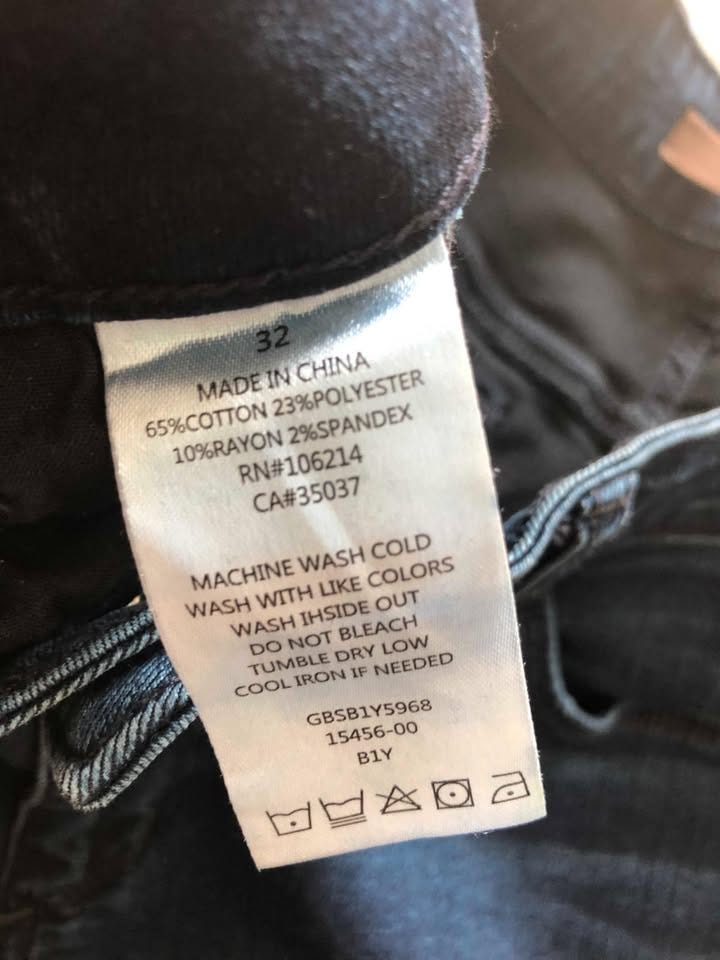 32
MADE IN CHINA
65%COTTON 23%POLYESTER
10%RAYON 2%SPANDEX
RN#106214
CA#35037
MACHINE WASH COLD
WASH WITH LIKE COLORS
WASH IHSIDE OUT
DO NOT BLEACH
TUMBLE DRY LOW
COOL IRON IF NEEDED
GBSB1Y5968
15456-00
B1Y